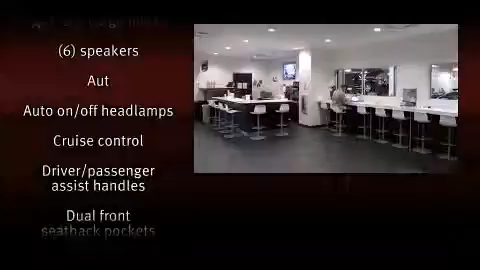 (6) speakers
Aut
Auto on/off headlamps
Cruise control
Driver/passenger
assist handles
Dual front
seatback pockets